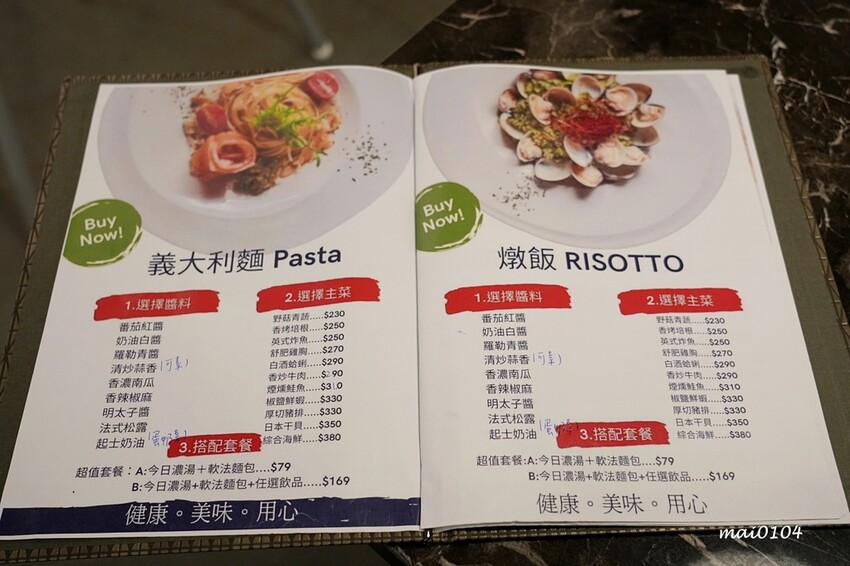 Buy
Now!
義大利麵 Pasta
1.選擇醬料
番茄紅醬
奶油白醬
羅勒青醬
清炒蒜香(可素)
香濃南瓜
香辣椒麻
明太子醬
法式松露
起士奶油
2.選擇主菜
野菇青蔬.....$230
香烤培根.....$250
英式炸魚.....$250
舒肥雞胸.....$270
白酒蛤蜊.....$290
香炒牛肉.....$290
煙燻鮭魚.....$310
椒鹽鮮蝦.....$330
厚切豬排.....$330
日本干貝.....$350
綜合海鮮.....$380
3.搭配套餐
超值套餐：A:今日濃湯＋軟法麵包....$79
B:今日濃湯+軟法麵包+任選飲品.....$169
健康。美味。用心
Buy
Now!
燉飯 RISOTTO
1.選擇醬料
番茄紅醬
奶油白醬
羅勒青醬
清炒蒜香(可素)
香濃南瓜
香辣椒麻
明太子醬
法式松露
起士奶油
2.選擇主菜
野菇青蔬.....$230
香烤培根.....$250
英式炸魚.....$250
舒肥雞胸.....$270
白酒蛤蜊.....$290
香炒牛肉.....$290
煙燻鮭魚.....$310
椒鹽鮮蝦.....$330
厚切豬排.....$330
日本干貝.....$350
綜合海鮮.....$380
3.搭配套餐
超值套餐:A:今日濃湯＋軟法麵包....$79
B:今日濃湯+軟法麵包+任選飲品.....$169
健康。美味。用心
mai0104